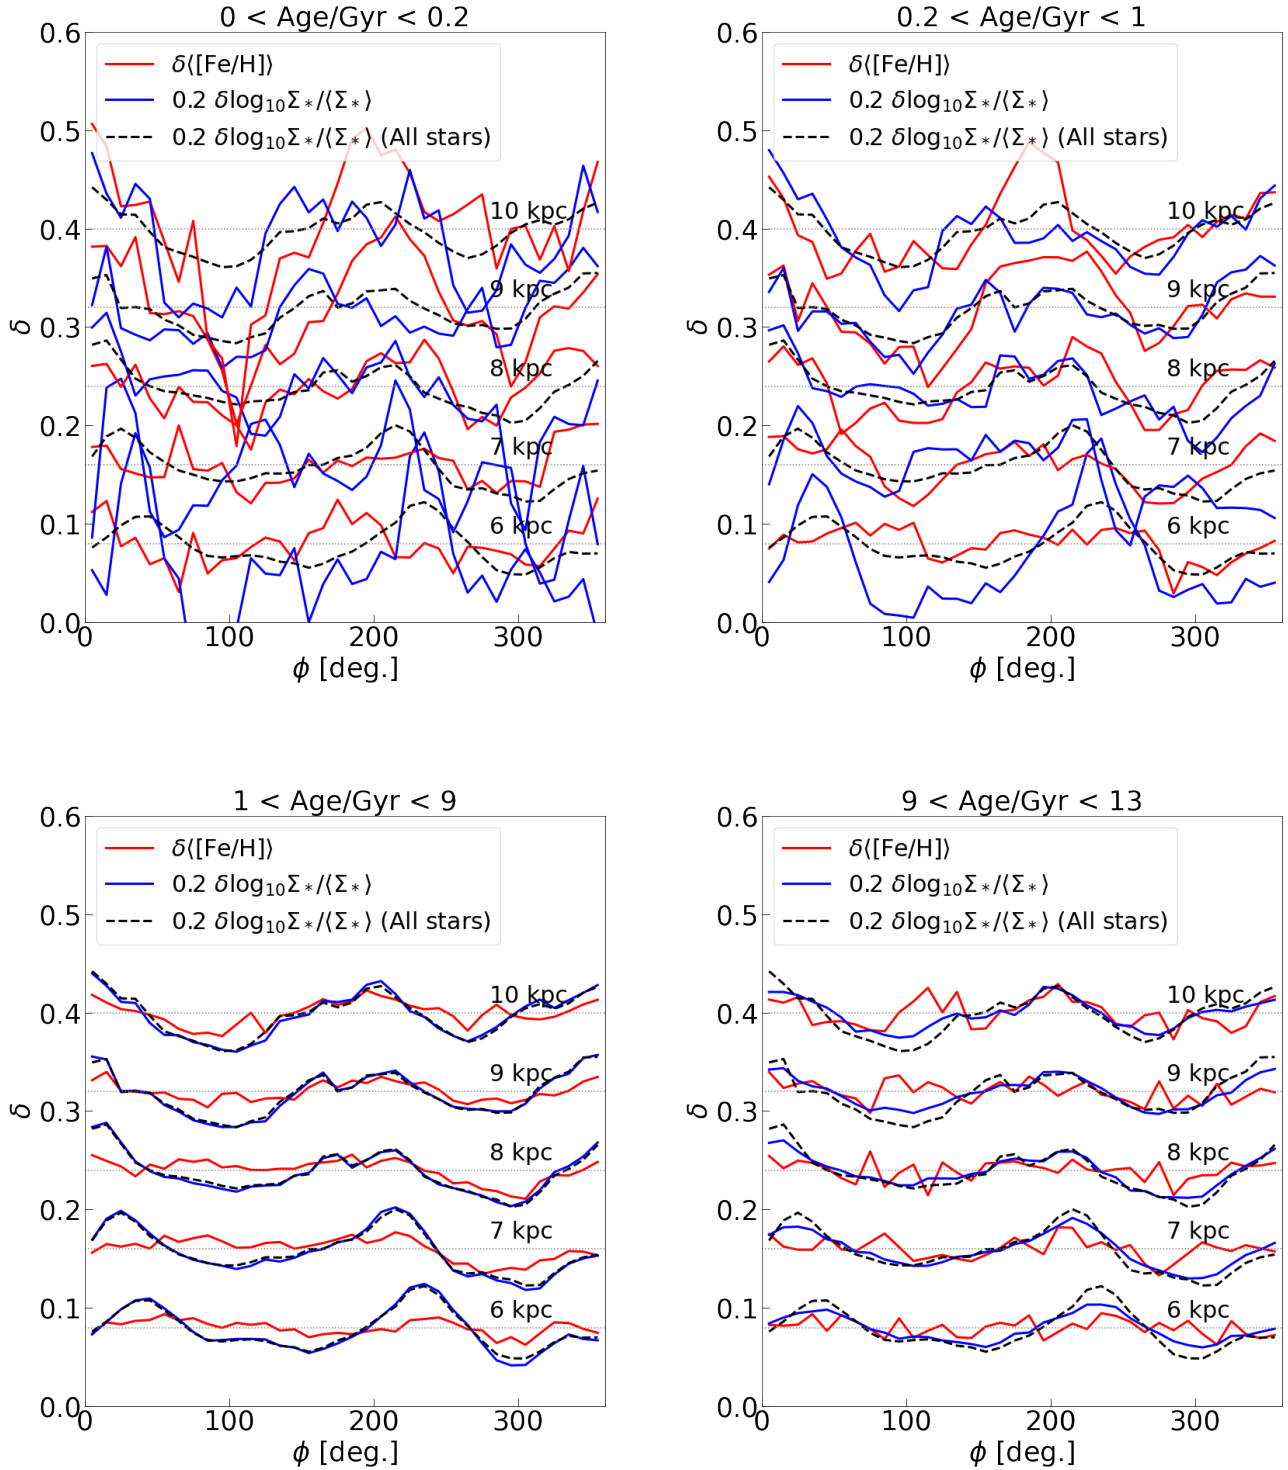 0 < Age/Gyr < 0.2
0.6
0.5
0.4
0.3
0.2
0.1
0.0
δ
δ⟨[Fe/H]⟩
0.2 δlog₁₀Σ*/⟨Σ*⟩
0.2 δlog₁₀Σ*/⟨Σ*⟩ (All stars)
10 kpc
9 kpc
8 kpc
7 kpc
6 kpc
0 100 200 300
ϕ [deg.]
0.2 < Age/Gyr < 1
0.6
0.5
0.4
0.3
0.2
0.1
0.0
δ
δ⟨[Fe/H]⟩
0.2 δlog₁₀Σ*/⟨Σ*⟩
0.2 δlog₁₀Σ*/⟨Σ*⟩ (All stars)
10 kpc
9 kpc
8 kpc
7 kpc
6 kpc
0 100 200 300
ϕ [deg.]
1 < Age/Gyr < 9
0.6
0.5
0.4
0.3
0.2
0.1
0.0
δ
δ⟨[Fe/H]⟩
0.2 δlog₁₀Σ*/⟨Σ*⟩
0.2 δlog₁₀Σ*/⟨Σ*⟩ (All stars)
10 kpc
9 kpc
8 kpc
7 kpc
6 kpc
0 100 200 300
ϕ [deg.]
9 < Age/Gyr < 13
0.6
0.5
0.4
0.3
0.2
0.1
0.0
δ
δ⟨[Fe/H]⟩
0.2 δlog₁₀Σ*/⟨Σ*⟩
0.2 δlog₁₀Σ*/⟨Σ*⟩ (All stars)
10 kpc
9 kpc
8 kpc
7 kpc
6 kpc
0 100 200 300
ϕ [deg.]